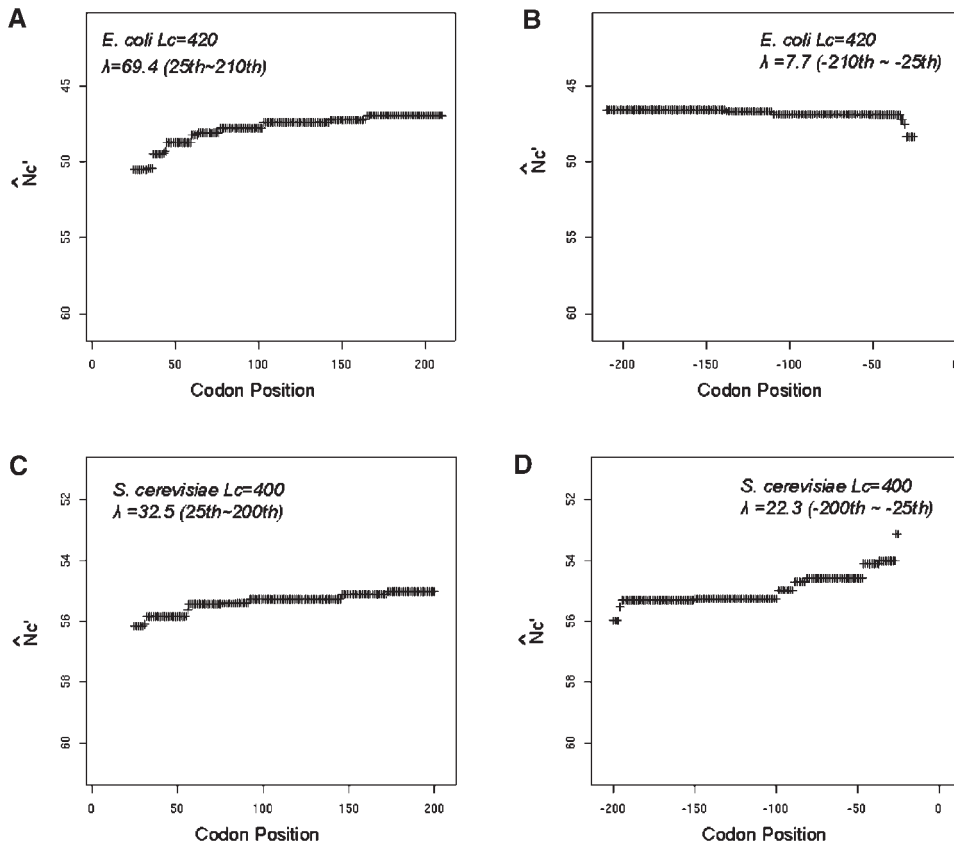 A
E. coli Lc=420
λ=69.4 (25th~210th)
45
50
55
60
N̂c'
0
50
100
150
200
Codon Position
B
E. coli Lc=420
λ=7.7 (-210th ~ -25th)
45
50
55
60
N̂c'
-200
-150
-100
-50
0
Codon Position
C
S. cerevisiae Lc=400
λ =32.5 (25th~200th)
52
54
56
58
60
N̂c'
0
50
100
150
200
Codon Position
D
S. cerevisiae Lc=400
λ =22.3 (-200th ~ -25th)
52
54
56
58
60
N̂c'
-200
-150
-100
-50
0
Codon Position